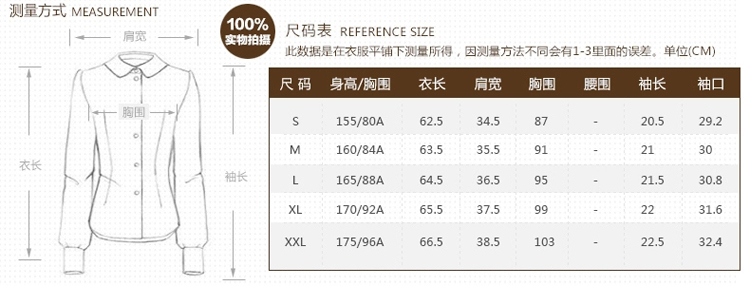 测量方式 MEASUREMENT
100%
实物拍摄
肩宽
胸围
衣长
袖长
尺码表 REFERENCE SIZE
此数据是在衣服平铺下测量所得，因测量方法不同会有1-3里面的误差。单位(CM)
尺 码 身高/胸围 衣长 肩宽 胸围 腰围 袖长 袖口
S 155/80A 62.5 34.5 87 - 20.5 29.2
M 160/84A 63.5 35.5 91 - 21 30
L 165/88A 64.5 36.5 95 - 21.5 30.8
XL 170/92A 65.5 37.5 99 - 22 31.6
XXL 175/96A 66.5 38.5 103 - 22.5 32.4